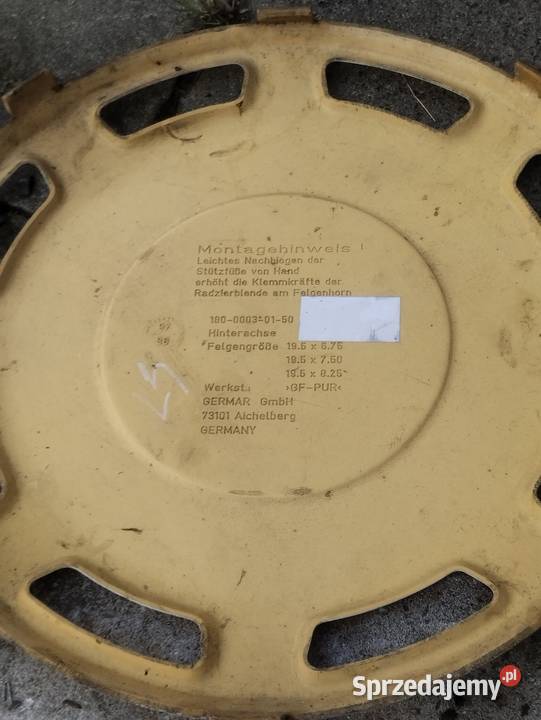 Montagehinweis !
Leichtes Nachbiegen der
Stützfüße von Hand
erhöht die Klemmkräfte der
Radzierblende am Felgenhorn
180-0003-01-50
Hinterachse
Felgengröße 19.5 x 6.75
19.5 x 7.50
19.5 x 8.25
Werkst.: >GF-PUR<
GERMAR GmbH
73101 Aichelberg
GERMANY
97
98
Sprzedajemy.pl